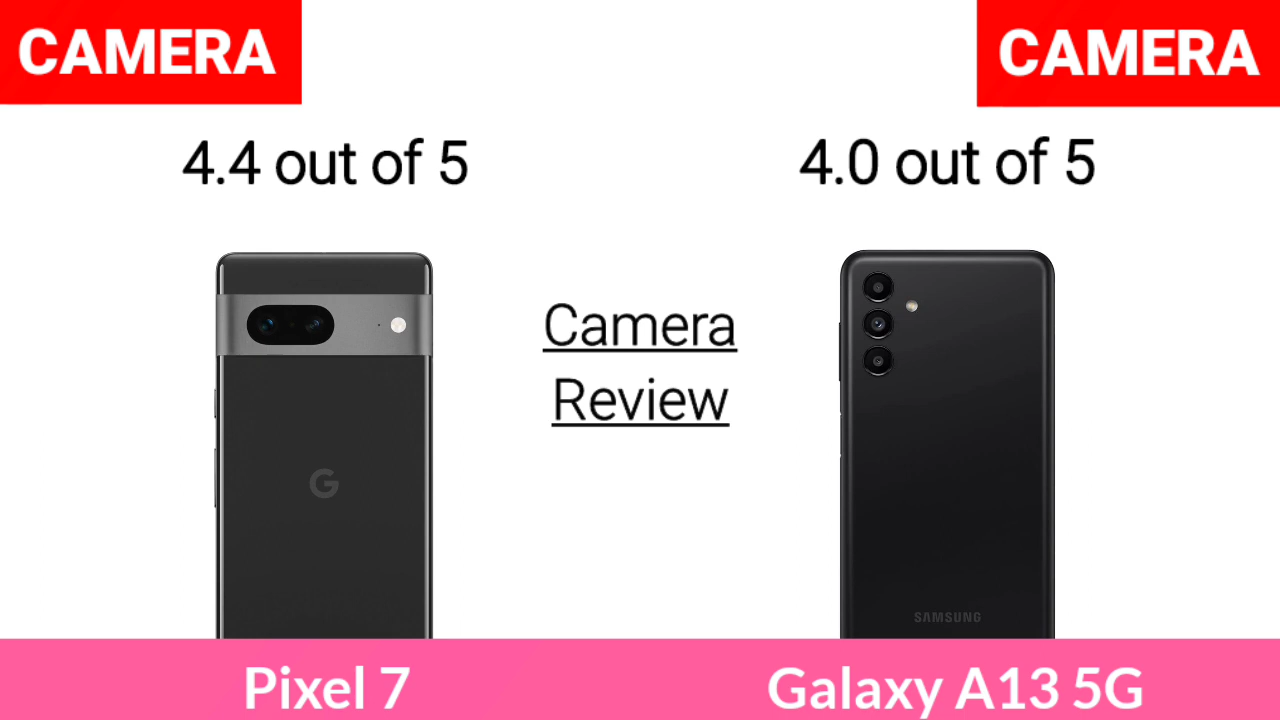 CAMERA
CAMERA
4.4 out of 5
4.0 out of 5
Camera
Review
G
SAMSUNG
Pixel 7
Galaxy A13 5G